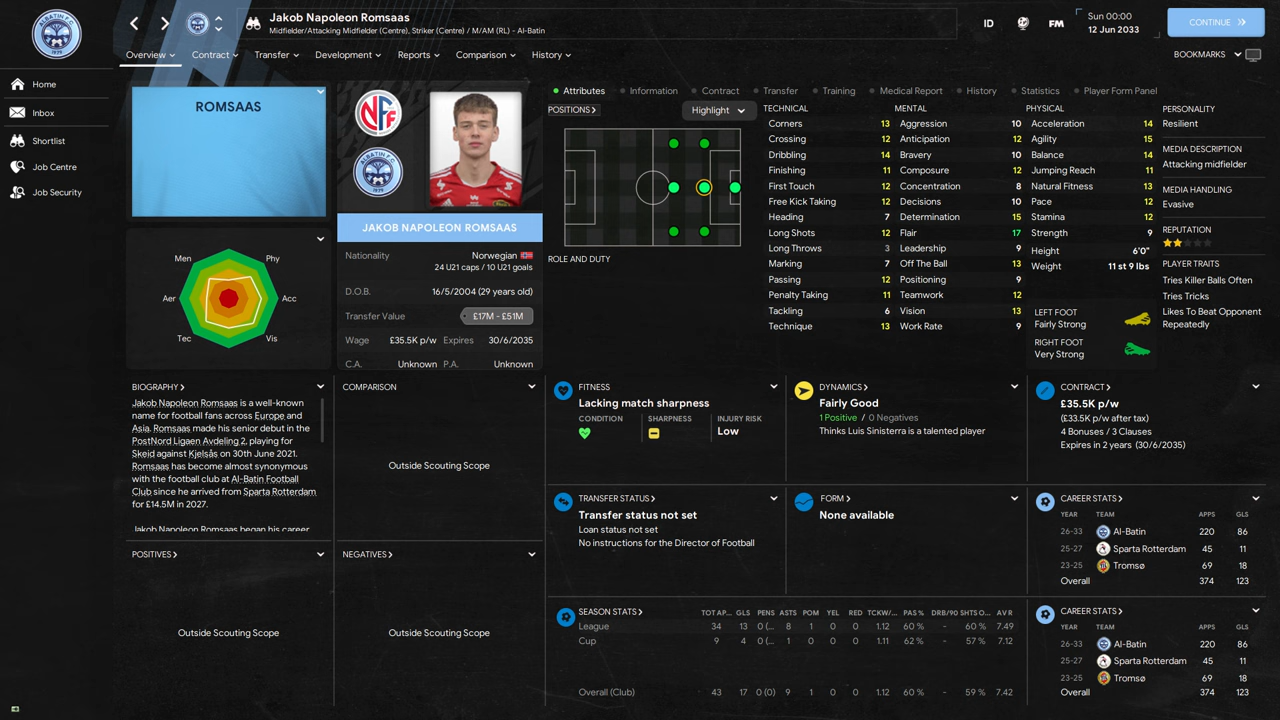 Jakob Napoleon Romsaas
Midfielder/Attacking Midfielder (Centre), Striker (Centre) / M/AM (RL) - Al-Batin
ID
FM
Sun 00:00
12 Jun 2033
CONTINUE
Overview
Contract
Transfer
Development
Reports
Comparison
History
BOOKMARKS
Home
Inbox
Shortlist
Job Centre
Job Security
ROMSAAS
Men
Phy
Aer
Acc
Tec
Vis
JAKOB NAPOLEON ROMSAAS
Nationality Norwegian
24 U21 caps / 10 U21 goals
D.O.B. 16/5/2004 (29 years old)
Transfer Value £17M - £51M
Wage £35.5K p/w Expires 30/6/2035
C.A. Unknown P.A. Unknown
Attributes
Information
Contract
Transfer
Training
Medical Report
History
Statistics
Player Form Panel
POSITIONS
Highlight
ROLE AND DUTY
TECHNICAL
Corners 13
Crossing 12
Dribbling 14
Finishing 11
First Touch 12
Free Kick Taking 12
Heading 7
Long Shots 12
Long Throws 3
Marking 7
Passing 12
Penalty Taking 11
Tackling 6
Technique 13
MENTAL
Aggression 10
Anticipation 12
Bravery 10
Composure 12
Concentration 8
Decisions 10
Determination 15
Flair 17
Leadership 9
Off The Ball 13
Positioning 9
Teamwork 12
Vision 13
Work Rate 9
PHYSICAL
Acceleration 14
Agility 15
Balance 14
Jumping Reach 11
Natural Fitness 13
Pace 12
Stamina 12
Strength 9
Height 6'0"
Weight 11 st 9 lbs
LEFT FOOT
Fairly Strong
RIGHT FOOT
Very Strong
PERSONALITY
Resilient
MEDIA DESCRIPTION
Attacking midfielder
MEDIA HANDLING
Evasive
REPUTATION
PLAYER TRAITS
Tries Killer Balls Often
Tries Tricks
Likes To Beat Opponent
Repeatedly
BIOGRAPHY
Jakob Napoleon Romsaas is a well-known
name for football fans across Europe and
Asia. Romsaas made his senior debut in the
PostNord Ligaen Avdeling 2, playing for
Skeid against Kjelsås on 30th June 2021.
Romsaas has become almost synonymous
with the football club at Al-Batin Football
Club since he arrived from Sparta Rotterdam
for £14.5M in 2027.
Jakob Napoleon Romsaas began his career
COMPARISON
Outside Scouting Scope
POSITIVES
Outside Scouting Scope
NEGATIVES
Outside Scouting Scope
FITNESS
Lacking match sharpness
CONDITION SHARPNESS INJURY RISK
Low
DYNAMICS
Fairly Good
1 Positive / 0 Negatives
Thinks Luis Sinisterra is a talented player
CONTRACT
£35.5K p/w
(£33.5K p/w after tax)
4 Bonuses / 3 Clauses
Expires in 2 years (30/6/2035)
TRANSFER STATUS
Transfer status not set
Loan status not set
No instructions for the Director of Football
FORM
None available
CAREER STATS
YEAR TEAM APPS GLS
26-33 Al-Batin 220 86
25-27 Sparta Rotterdam 45 11
23-25 Tromsø 69 18
Overall 374 123
SEASON STATS
TOT AP... GLS PENS ASTS POM YEL RED TCKW/... PAS % DRB/90 SHTS O... AV R
League 34 13 0 (... 8 1 0 0 1.12 60 % - 60 % 7.49
Cup 9 4 0 (... 1 0 0 0 1.11 62 % - 57 % 7.12
Overall (Club) 43 17 0 (0) 9 1 0 0 1.12 60 % - 59 % 7.42
CAREER STATS
YEAR TEAM APPS GLS
26-33 Al-Batin 220 86
25-27 Sparta Rotterdam 45 11
23-25 Tromsø 69 18
Overall 374 123